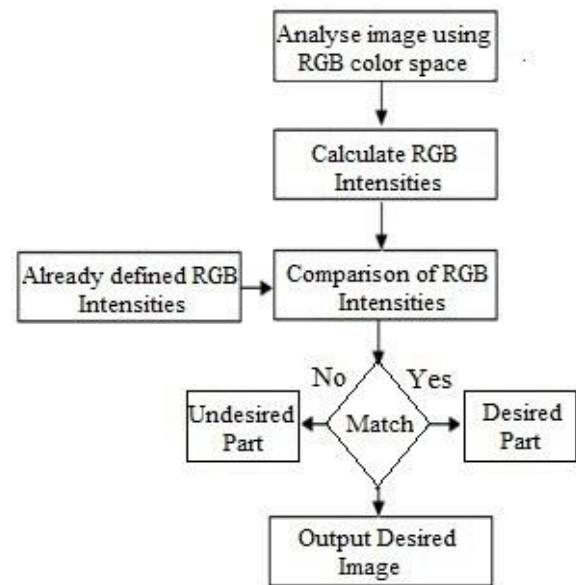 Analyse image using
RGB color space
Calculate RGB
Intensities
Already defined RGB
Intensities
Comparison of RGB
Intensities
No
Yes
Undesired
Part
Match
Desired
Part
Output Desired
Image